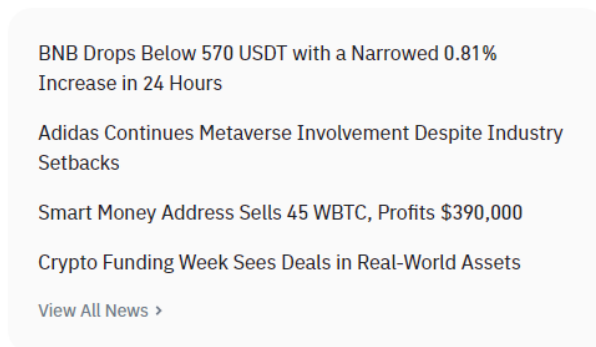 BNB Drops Below 570 USDT with a Narrowed 0.81%
Increase in 24 Hours
Adidas Continues Metaverse Involvement Despite Industry
Setbacks
Smart Money Address Sells 45 WBTC, Profits $390,000
Crypto Funding Week Sees Deals in Real-World Assets
View All News >